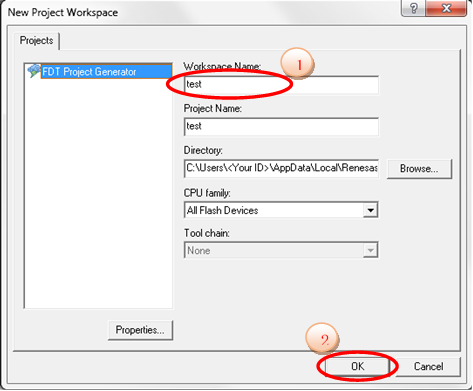 New Project Workspace
Projects
FDT Project Generator
Workspace Name:
1
test
Project Name:
test
Directory:
C:\Users\<Your ID>\AppData\Local\Renesas
Browse...
CPU family:
All Flash Devices
Tool chain:
None
Properties...
2
OK
Cancel